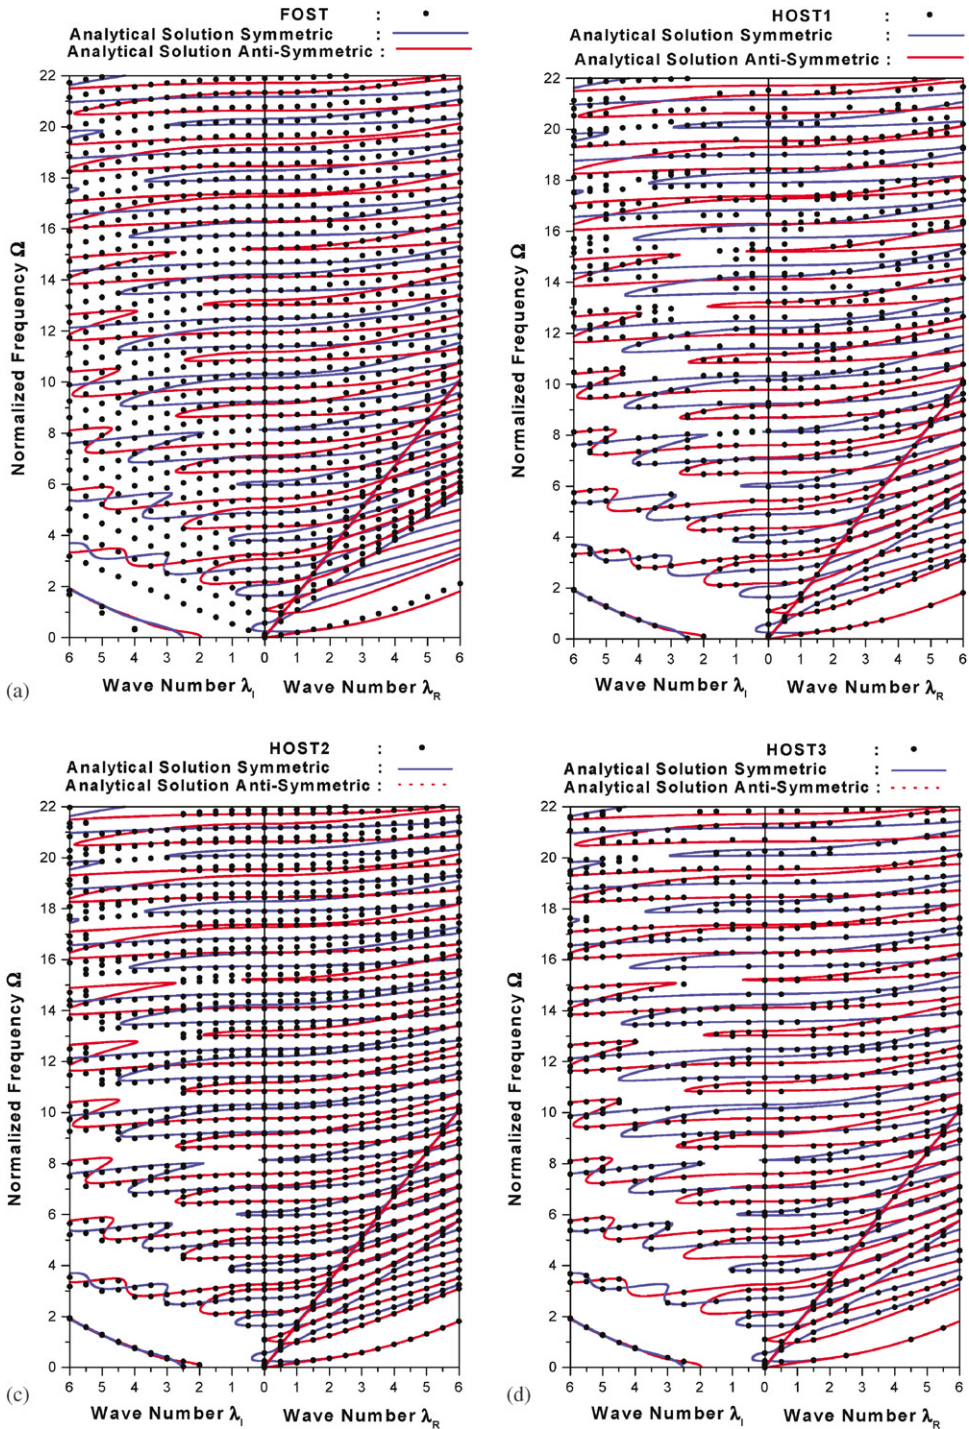 FOST :
Analytical Solution Symmetric :
Analytical Solution Anti-Symmetric :
22
20
18
16
14
12
10
8
6
4
2
0
Normalized Frequency Ω
6 5 4 3 2 1 0 1 2 3 4 5 6
(a) Wave Number λI Wave Number λR
HOST1 :
Analytical Solution Symmetric :
Analytical Solution Anti-Symmetric :
22
20
18
16
14
12
10
8
6
4
2
0
Normalized Frequency Ω
6 5 4 3 2 1 0 1 2 3 4 5 6
Wave Number λI Wave Number λR
HOST2 :
Analytical Solution Symmetric :
Analytical Solution Anti-Symmetric :
22
20
18
16
14
12
10
8
6
4
2
0
Normalized Frequency Ω
6 5 4 3 2 1 0 1 2 3 4 5 6
(c) Wave Number λI Wave Number λR
HOST3 :
Analytical Solution Symmetric :
Analytical Solution Anti-Symmetric :
22
20
18
16
14
12
10
8
6
4
2
0
Normalized Frequency Ω
6 5 4 3 2 1 0 1 2 3 4 5 6
(d) Wave Number λI Wave Number λR